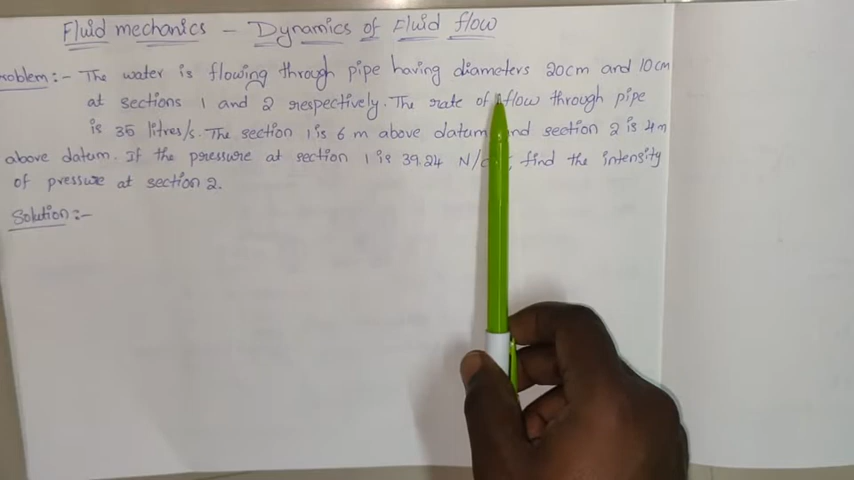 Fluid mechanics - Dynamics of Fluid flow
roblem:- The water is flowing through pipe having diameters 20cm and 10cm
at sections 1 and 2 respectively. The rate of flow through pipe
is 35 litres/s. The section 1 is 6 m above datum and section 2 is 4m
above datum. If the pressure at section 1 is 39.24 N/c find the intensity
of pressure at section 2.
Solution:-